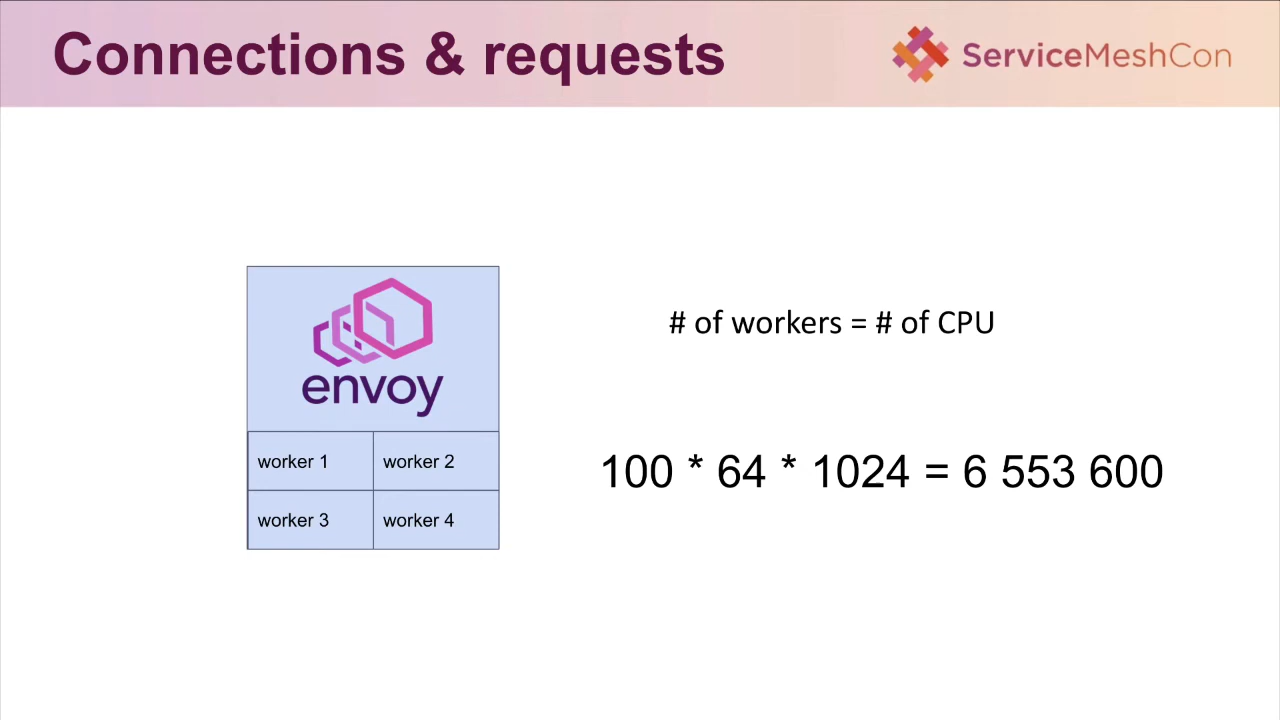 Connections & requests
ServiceMeshCon
envoy
worker 1
worker 2
worker 3
worker 4
# of workers = # of CPU
100 * 64 * 1024 = 6 553 600